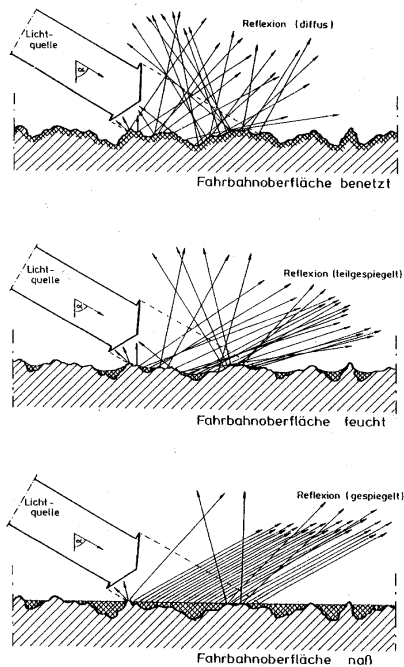 Licht-
quelle
α
Reflexion (diffus)
Fahrbahnoberfläche benetzt
Licht-
quelle
α
Reflexion (teilgespiegelt)
Fahrbahnoberfläche feucht
Licht-
quelle
α
Reflexion (gespiegelt)
Fahrbahnoberfläche naß